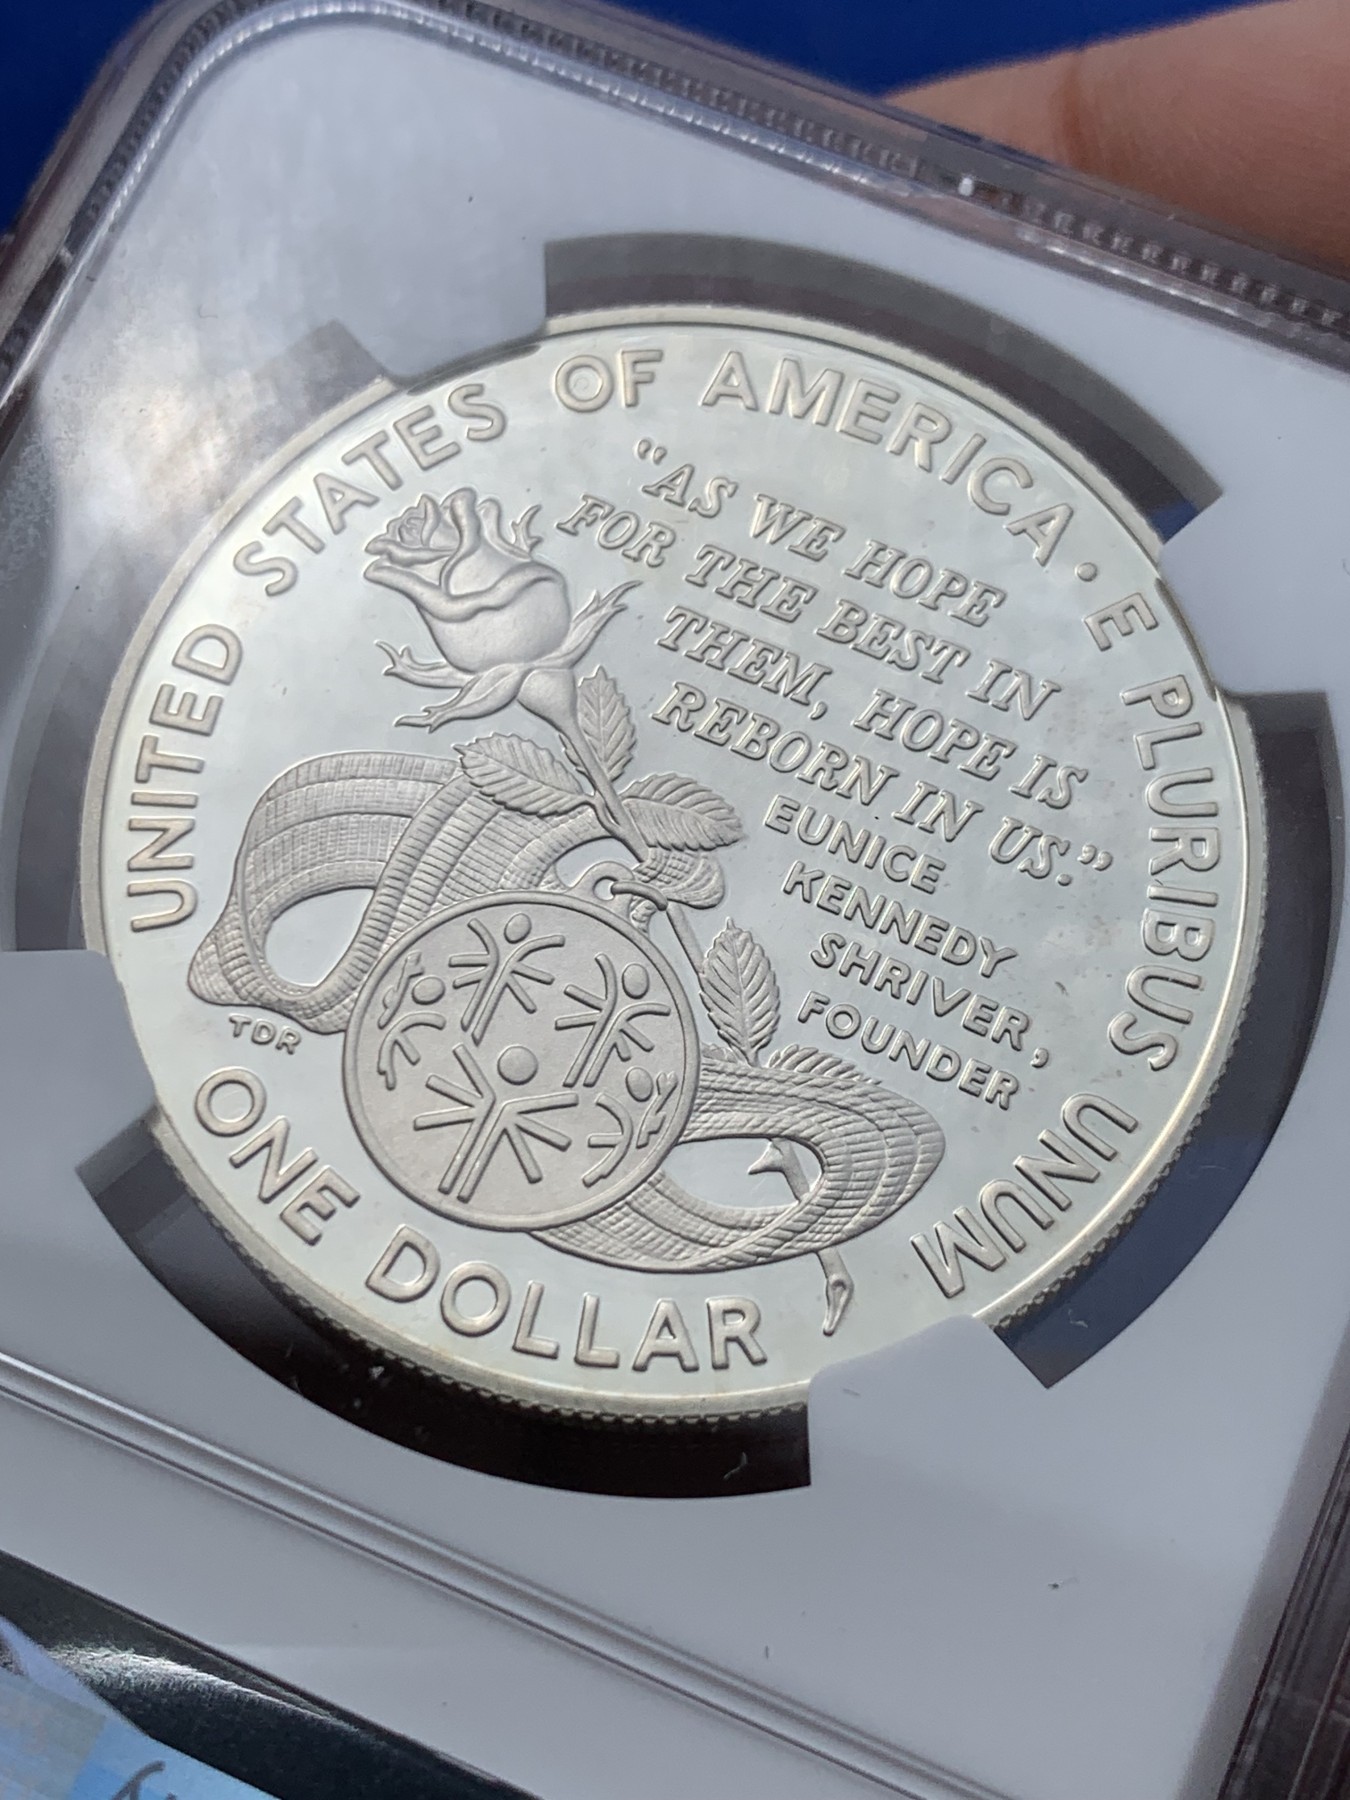 UNITED STATES OF AMERICA · E PLURIBUS UNUM
"AS WE HOPE
FOR THE BEST IN
THEM, HOPE IS
REBORN IN US."
EUNICE
KENNEDY
SHRIVER,
FOUNDER
TDR
ONE DOLLAR